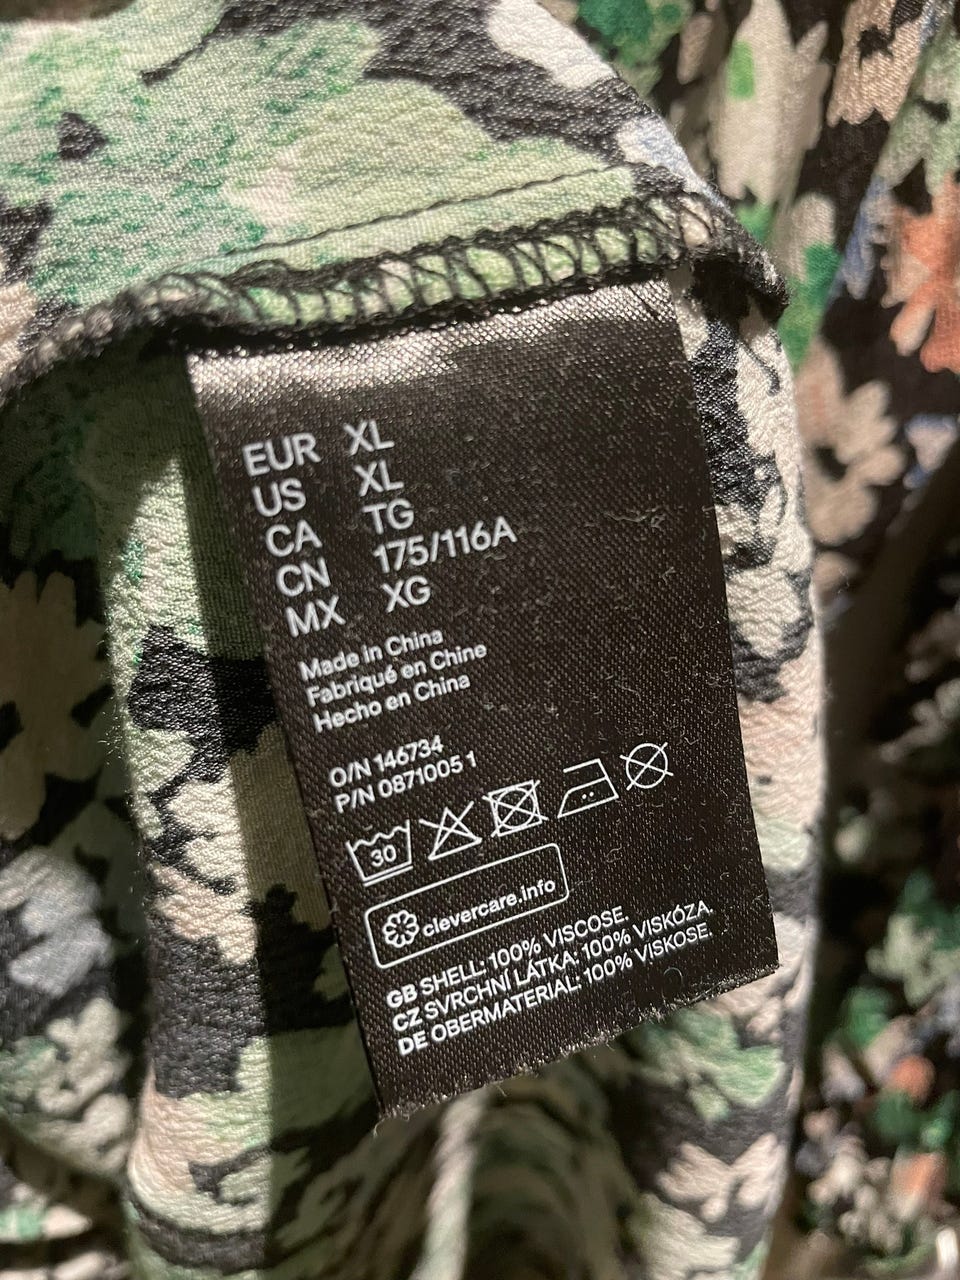 EUR XL
US XL
CA TG
CN 175/116A
MX XG
Made in China
Fabriqué en Chine
Hecho en China
O/N 146734
P/N 0871005 1
30
clevercare.info
GB SHELL: 100% VISCOSE.
CZ SVRCHNÍ LÁTKA: 100% VISKÓZA.
DE OBERMATERIAL: 100% VISKOSE.